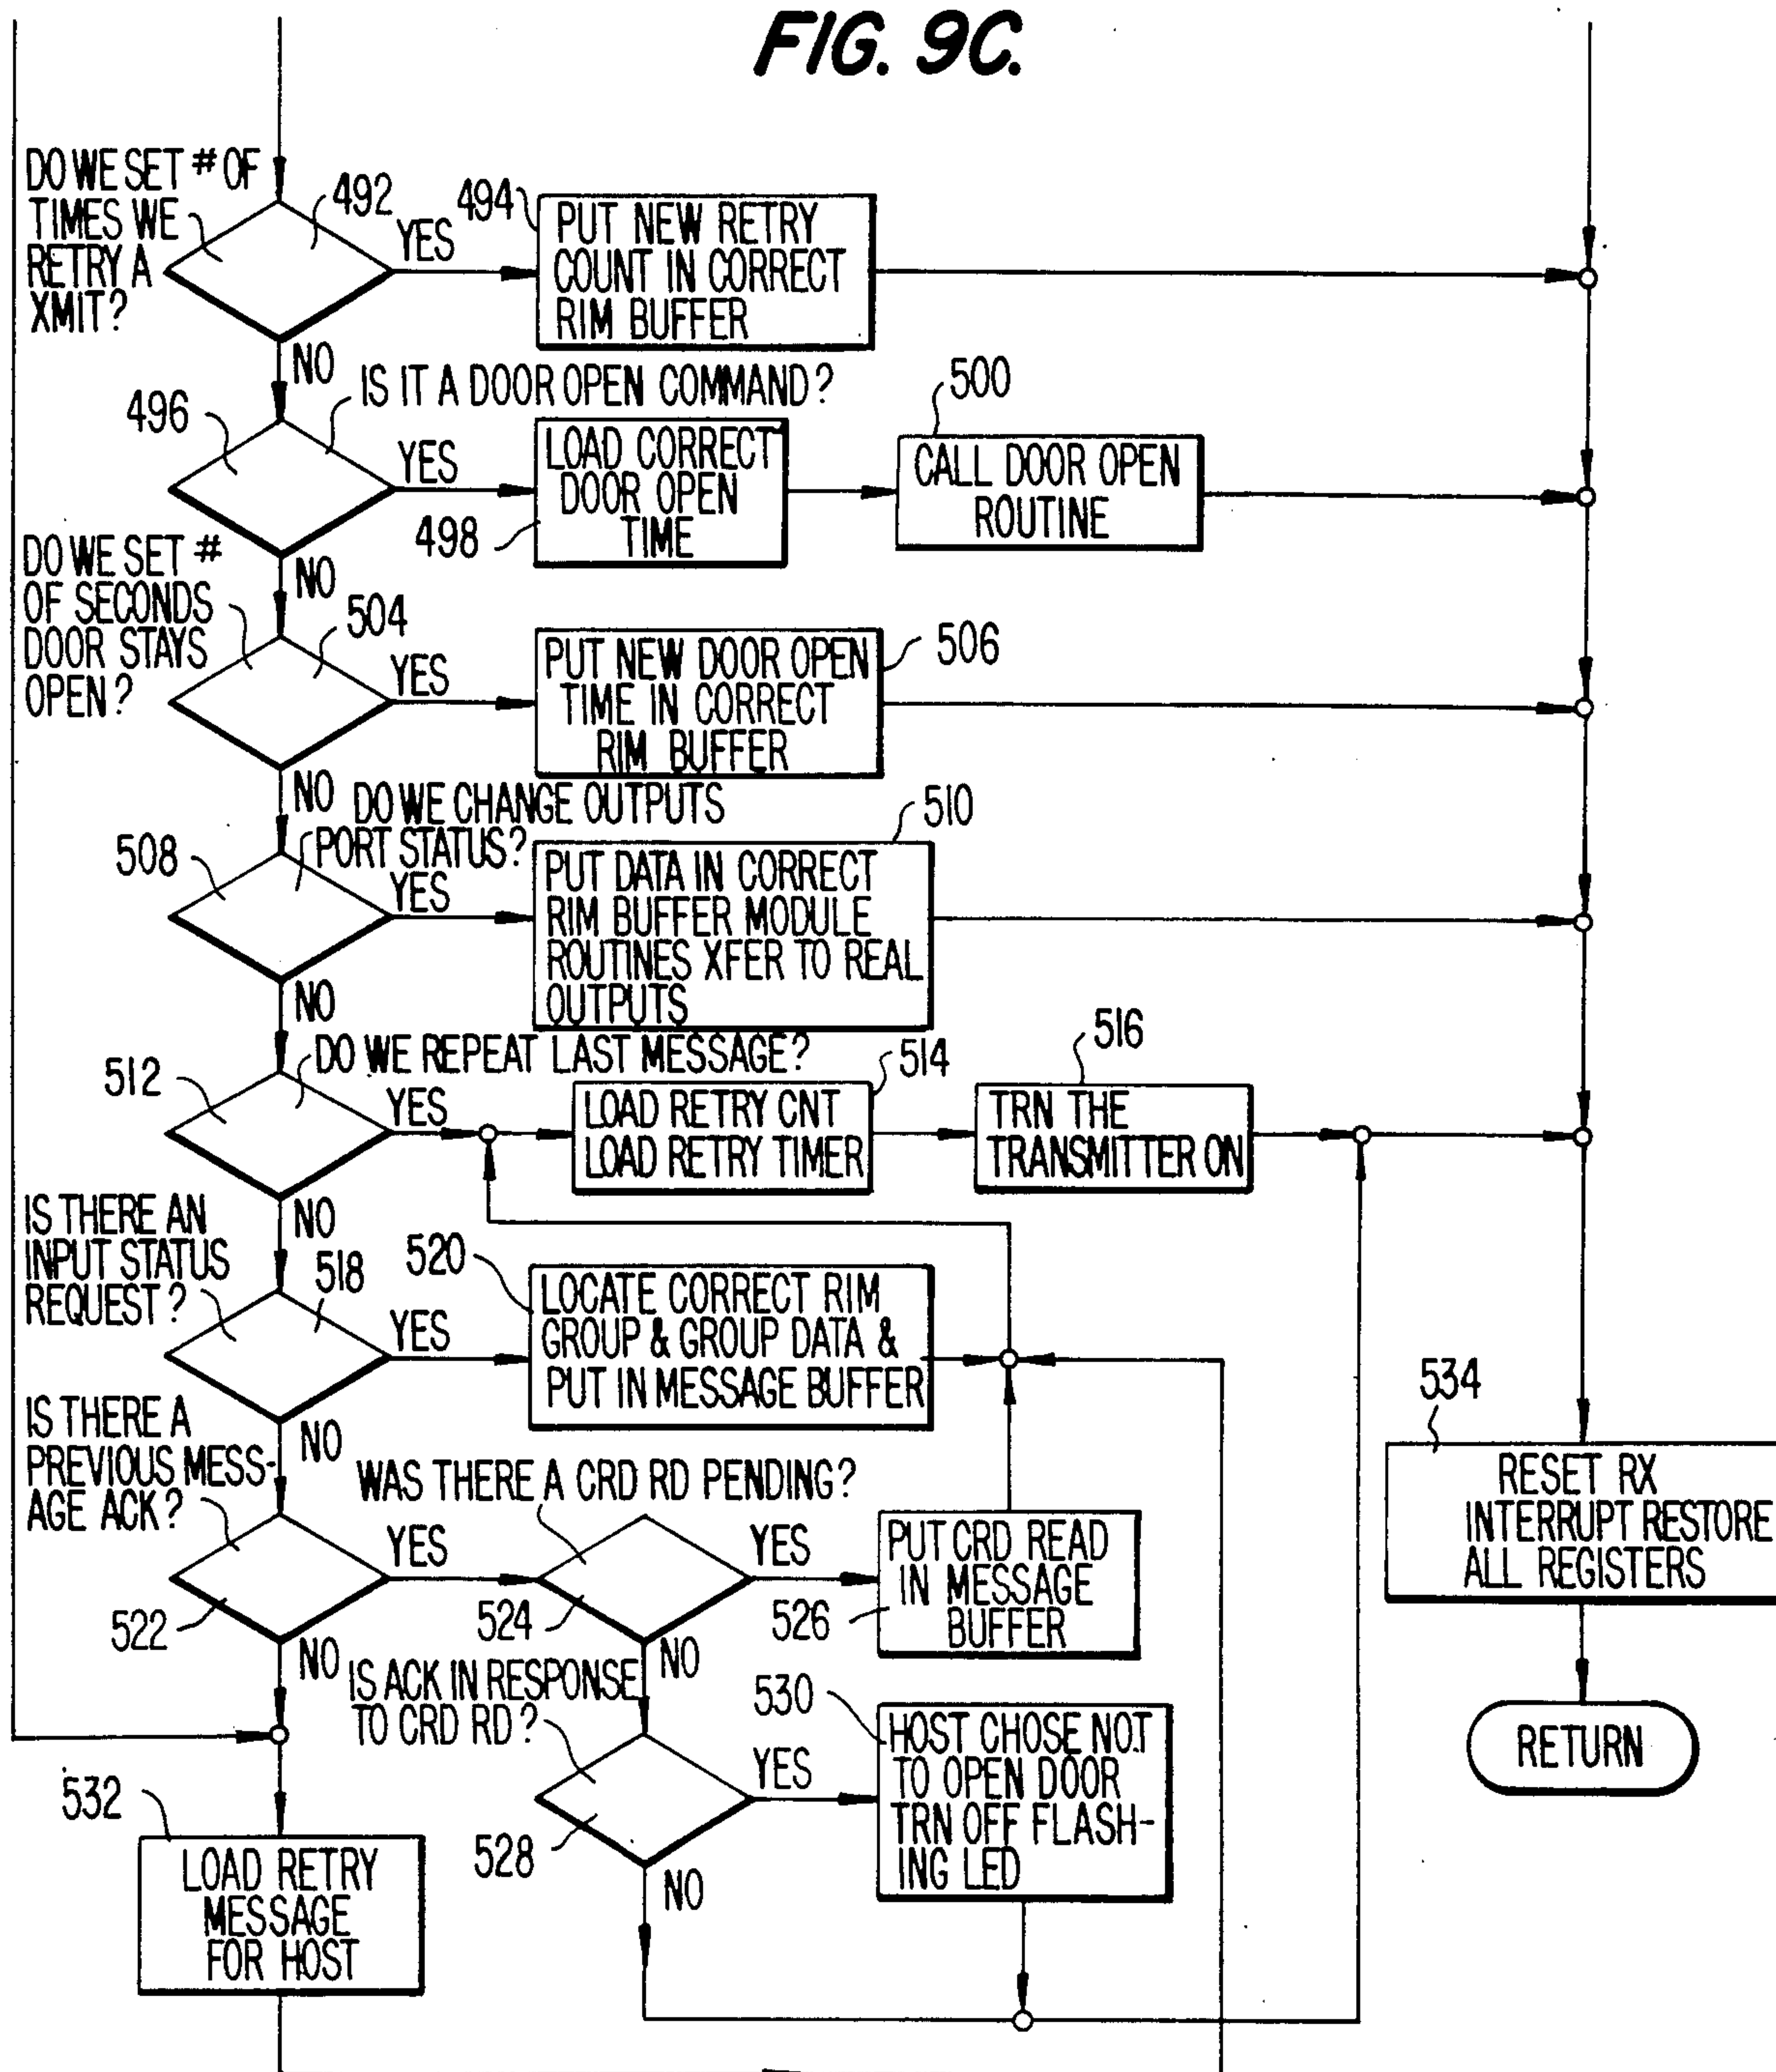 FIG. 9C.
DO WE SET # OF
TIMES WE
RETRY A
XMIT?
492
YES
494
PUT NEW RETRY
COUNT IN CORRECT
RIM BUFFER
NO
IS IT A DOOR OPEN COMMAND?
496
YES
LOAD CORRECT
DOOR OPEN
TIME
498
500
CALL DOOR OPEN
ROUTINE
NO
DO WE SET #
OF SECONDS
DOOR STAYS
OPEN?
504
YES
PUT NEW DOOR OPEN
TIME IN CORRECT
RIM BUFFER
506
NO
DO WE CHANGE OUTPUTS
PORT STATUS?
508
YES
510
PUT DATA IN CORRECT
RIM BUFFER MODULE
ROUTINES XFER TO REAL
OUTPUTS
NO
DO WE REPEAT LAST MESSAGE?
512
YES
514
LOAD RETRY CNT
LOAD RETRY TIMER
516
TRN THE
TRANSMITTER ON
NO
IS THERE AN
INPUT STATUS
REQUEST?
518
YES
520
LOCATE CORRECT RIM
GROUP & GROUP DATA &
PUT IN MESSAGE BUFFER
NO
IS THERE A
PREVIOUS MESS-
AGE ACK?
522
YES
WAS THERE A CRD RD PENDING?
524
YES
PUT CRD READ
IN MESSAGE
BUFFER
526
NO
NO
IS ACK IN RESPONSE
TO CRD RD?
528
YES
530
HOST CHOSE NOT
TO OPEN DOOR
TRN OFF FLASH-
ING LED
NO
532
LOAD RETRY
MESSAGE
FOR HOST
534
RESET RX
INTERRUPT RESTORE
ALL REGISTERS
RETURN